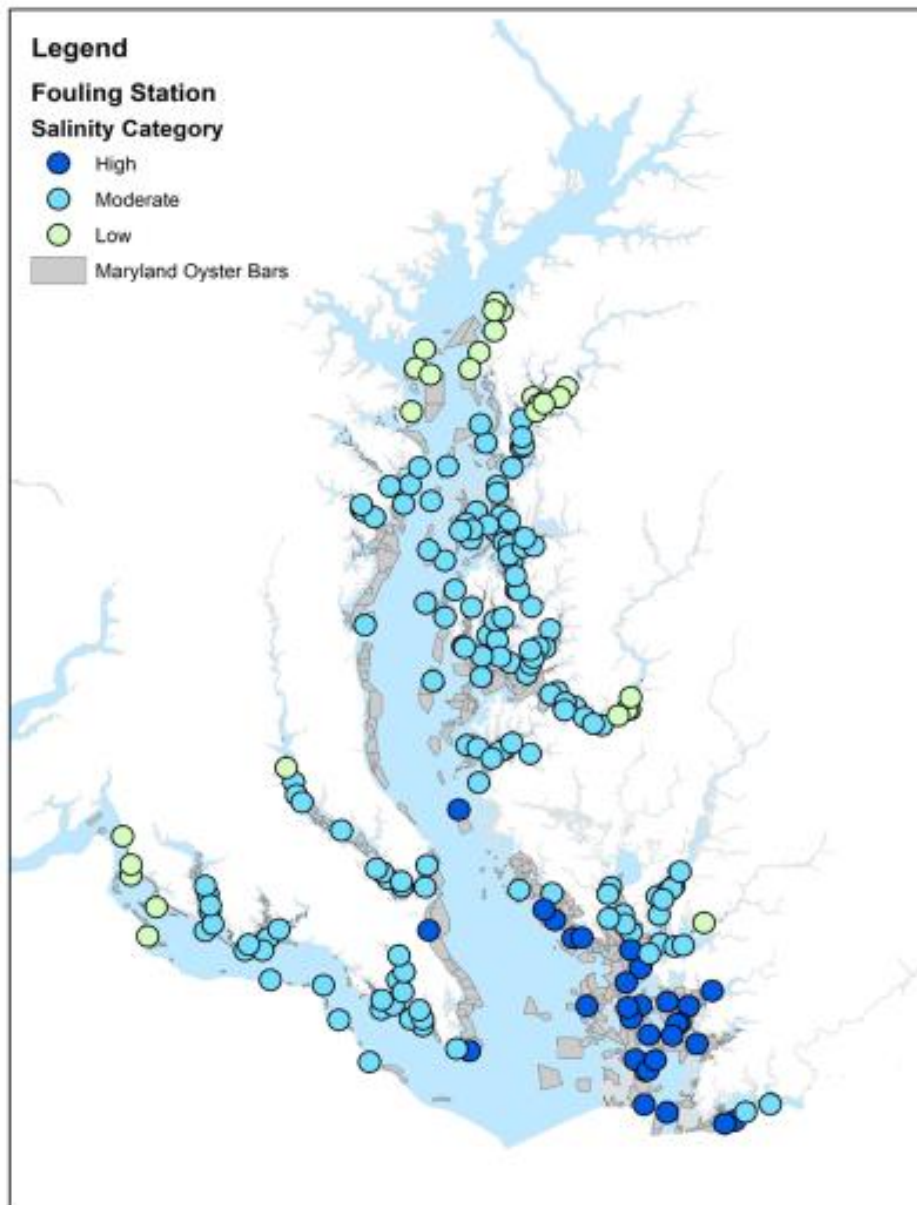 Legend
Fouling Station
Salinity Category
High
Moderate
Low
Maryland Oyster Bars